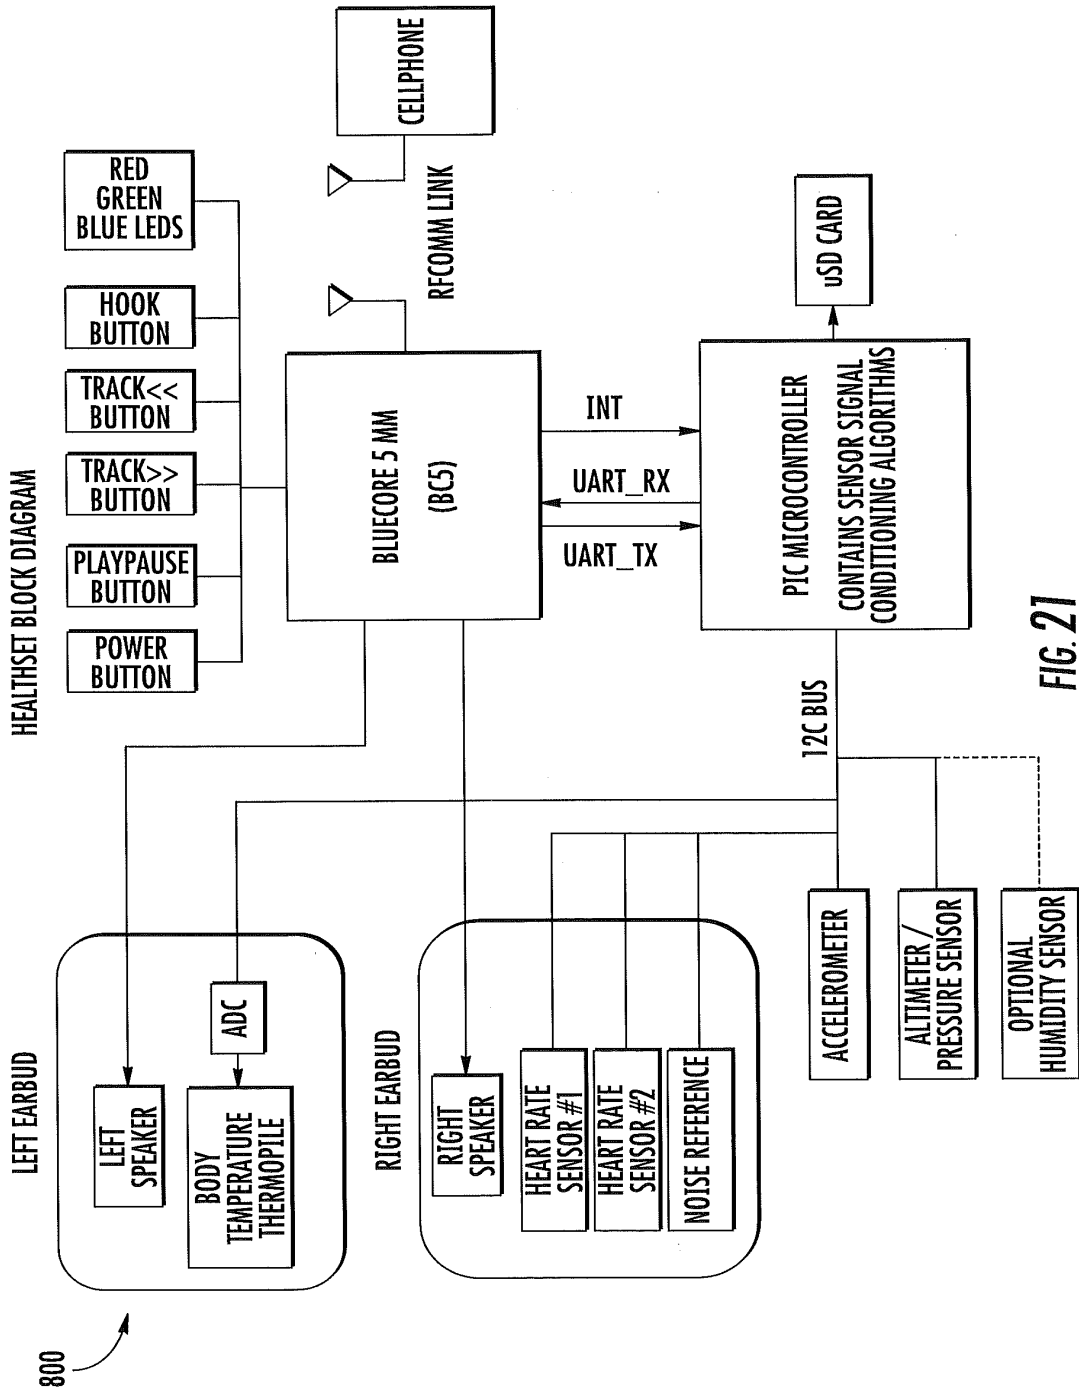 HEALTHSET BLOCK DIAGRAM
POWER
BUTTON
PLAYPAUSE
BUTTON
TRACK>>
BUTTON
TRACK<<
BUTTON
HOOK
BUTTON
RED
GREEN
BLUE LEDS
LEFT EARBUD
LEFT
SPEAKER
ADC
BODY
TEMPERATURE
THERMOPILE
BLUECORE 5 MM
(BC5)
RFCOMM LINK
CELLPHONE
RIGHT EARBUD
RIGHT
SPEAKER
HEART RATE
SENSOR #1
HEART RATE
SENSOR #2
NOISE REFERENCE
UART_TX
UART_RX
INT
12C BUS
PIC MICROCONTROLLER
CONTAINS SENSOR SIGNAL
CONDITIONING ALGORITHMS
uSD CARD
ACCELEROMETER
ALTIMETER /
PRESSURE SENSOR
OPTIONAL
HUMIDITY SENSOR
800
FIG. 21